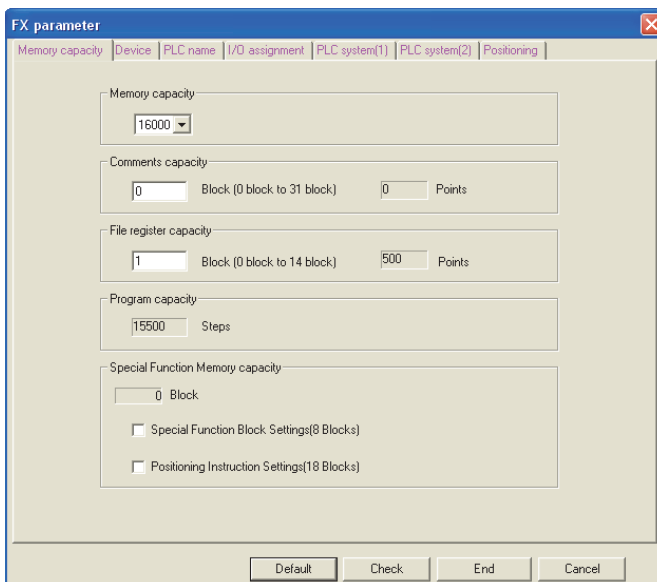 FX parameter
Memory capacity Device PLC name I/O assignment PLC system(1) PLC system(2) Positioning
Memory capacity
16000
Comments capacity
0 Block (0 block to 31 block) 0 Points
File register capacity
1 Block (0 block to 14 block) 500 Points
Program capacity
15500 Steps
Special Function Memory capacity
0 Block
Special Function Block Settings(8 Blocks)
Positioning Instruction Settings(18 Blocks)
Default Check End Cancel